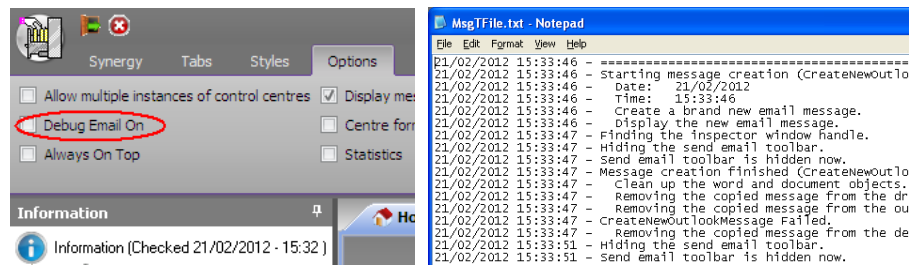 Synergy Tabs Styles Options
Allow multiple instances of control centres Display mes
Debug Email On Centre for
Always On Top Statistics
Information Ho
Information (Checked 21/02/2012 - 15:32 )
MsgTFile.txt - Notepad
File Edit Format View Help
21/02/2012 15:33:46 - ========================================
21/02/2012 15:33:46 - Starting message creation (CreateNewOutlo
21/02/2012 15:33:46 -   Date:   21/02/2012
21/02/2012 15:33:46 -   Time:   15:33:46
21/02/2012 15:33:46 -   Create a brand new email message.
21/02/2012 15:33:46 -   Display the new email message.
21/02/2012 15:33:47 - Finding the inspector window handle.
21/02/2012 15:33:47 - Hiding the send email toolbar.
21/02/2012 15:33:47 - Send email toolbar is hidden now.
21/02/2012 15:33:47 - Message creation finished (CreateNewOutlo
21/02/2012 15:33:47 -   Clean up the word and document objects.
21/02/2012 15:33:47 -   Removing the copied message from the dr
21/02/2012 15:33:47 -   Removing the copied message from the ou
21/02/2012 15:33:47 - CreateNewOutlookMessage Failed.
21/02/2012 15:33:47 -   Removing the copied message from the de
21/02/2012 15:33:51 - Hiding the send email toolbar.
21/02/2012 15:33:51 - Send email toolbar is hidden now.